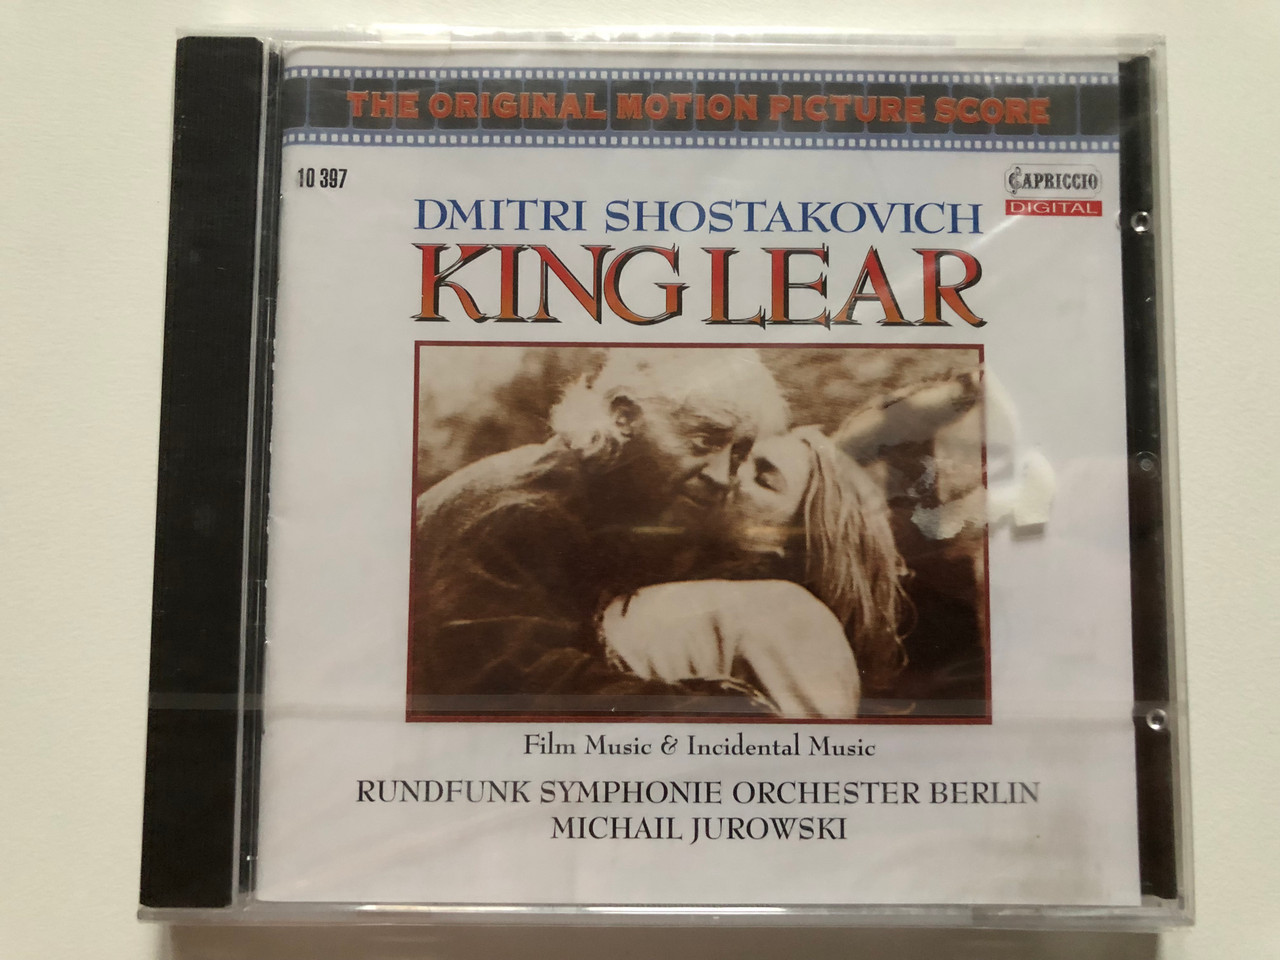 THE ORIGINAL MOTION PICTURE SCORE
10 397
CAPRICCIO
DIGITAL
DMITRI SHOSTAKOVICH
KING LEAR
Film Music & Incidental Music
RUNDFUNK SYMPHONIE ORCHESTER BERLIN
MICHAIL JUROWSKI